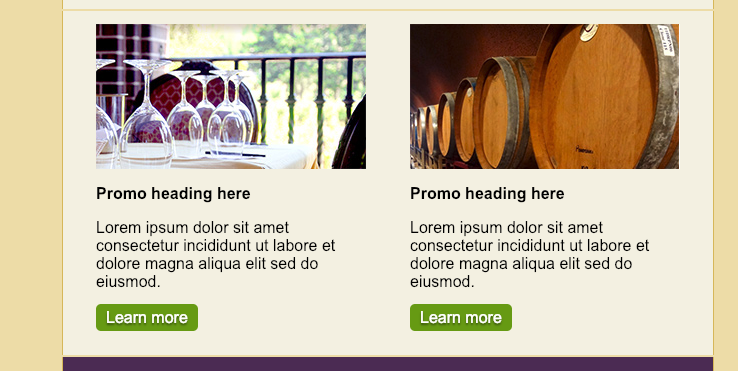 Promo heading here
Lorem ipsum dolor sit amet
consectetur incididunt ut labore et
dolore magna aliqua elit sed do
eiusmod.
Learn more
Promo heading here
Lorem ipsum dolor sit amet
consectetur incididunt ut labore et
dolore magna aliqua elit sed do
eiusmod.
Learn more